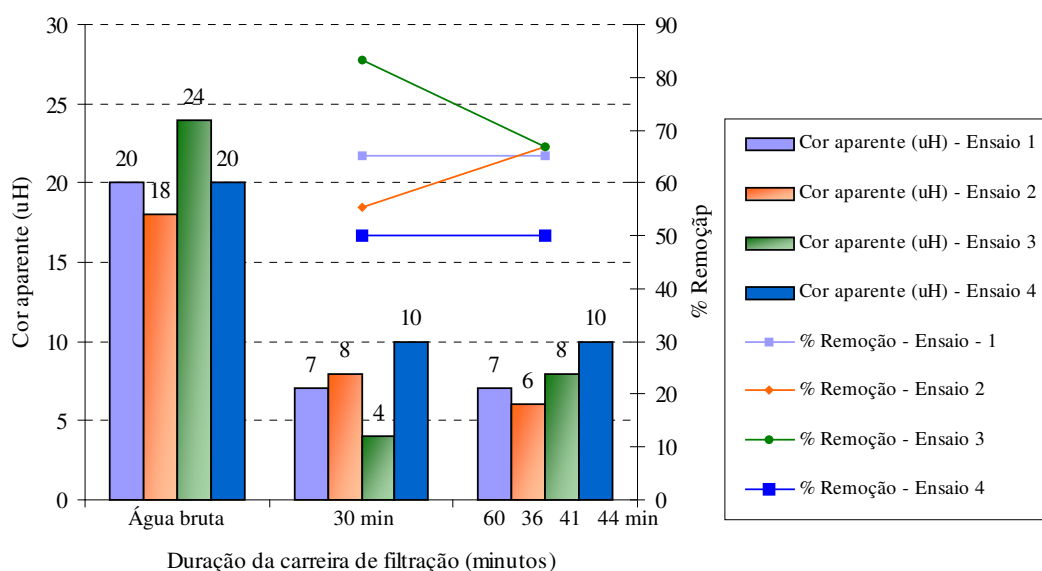 30
25
20
15
10
5
0
Cor aparente (uH)
90
80
70
60
50
40
30
20
10
0
% Remoçãp
20
18
24
20
7
8
4
10
7
6
8
10
Água bruta
30 min
60 36 41 44 min
Duração da carreira de filtração (minutos)
Cor aparente (uH) - Ensaio 1
Cor aparente (uH) - Ensaio 2
Cor aparente (uH) - Ensaio 3
Cor aparente (uH) - Ensaio 4
% Remoção - Ensaio - 1
% Remoção - Ensaio 2
% Remoção - Ensaio 3
% Remoção - Ensaio 4